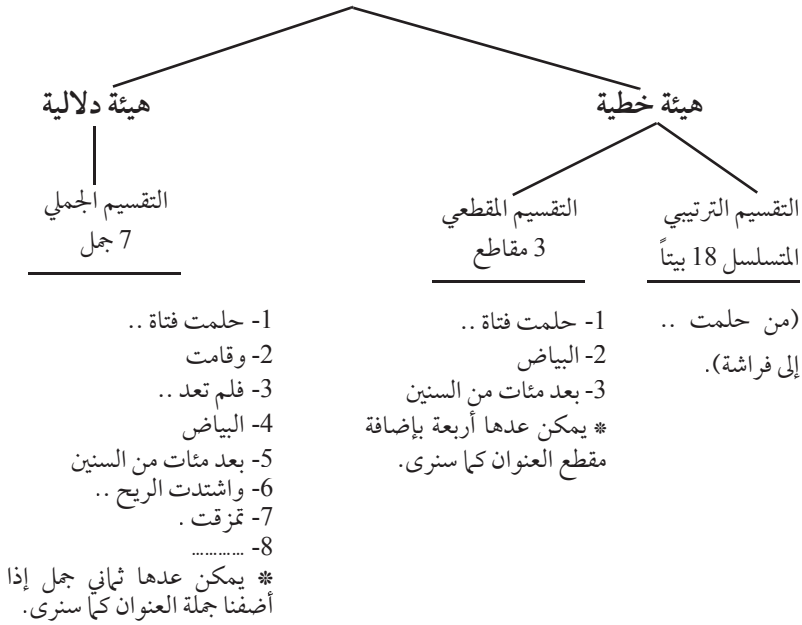 هيئة خطية
التقسيم الترتيبي
المتسلسل 18 بيتاً
(من حلمت ..
إلى فراشة).
التقسيم المقطعي
3 مقاطع
1- حلمت فتاة ..
2- البياض
3- بعد مئات من السنين
* يمكن عدها أربعة بإضافة
مقطع العنوان كما سنرى.
هيئة دلالية
التقسيم الجملي
7 جمل
1- حلمت فتاة ..
2- وقامت
3- فلم تعد ..
4- البياض
5- بعد مئات من السنين
6- واشتدت الريح ..
7- تمزقت .
8- ............
* يمكن عدها ثماني جمل إذا
أضفنا جملة العنوان كما سنرى.